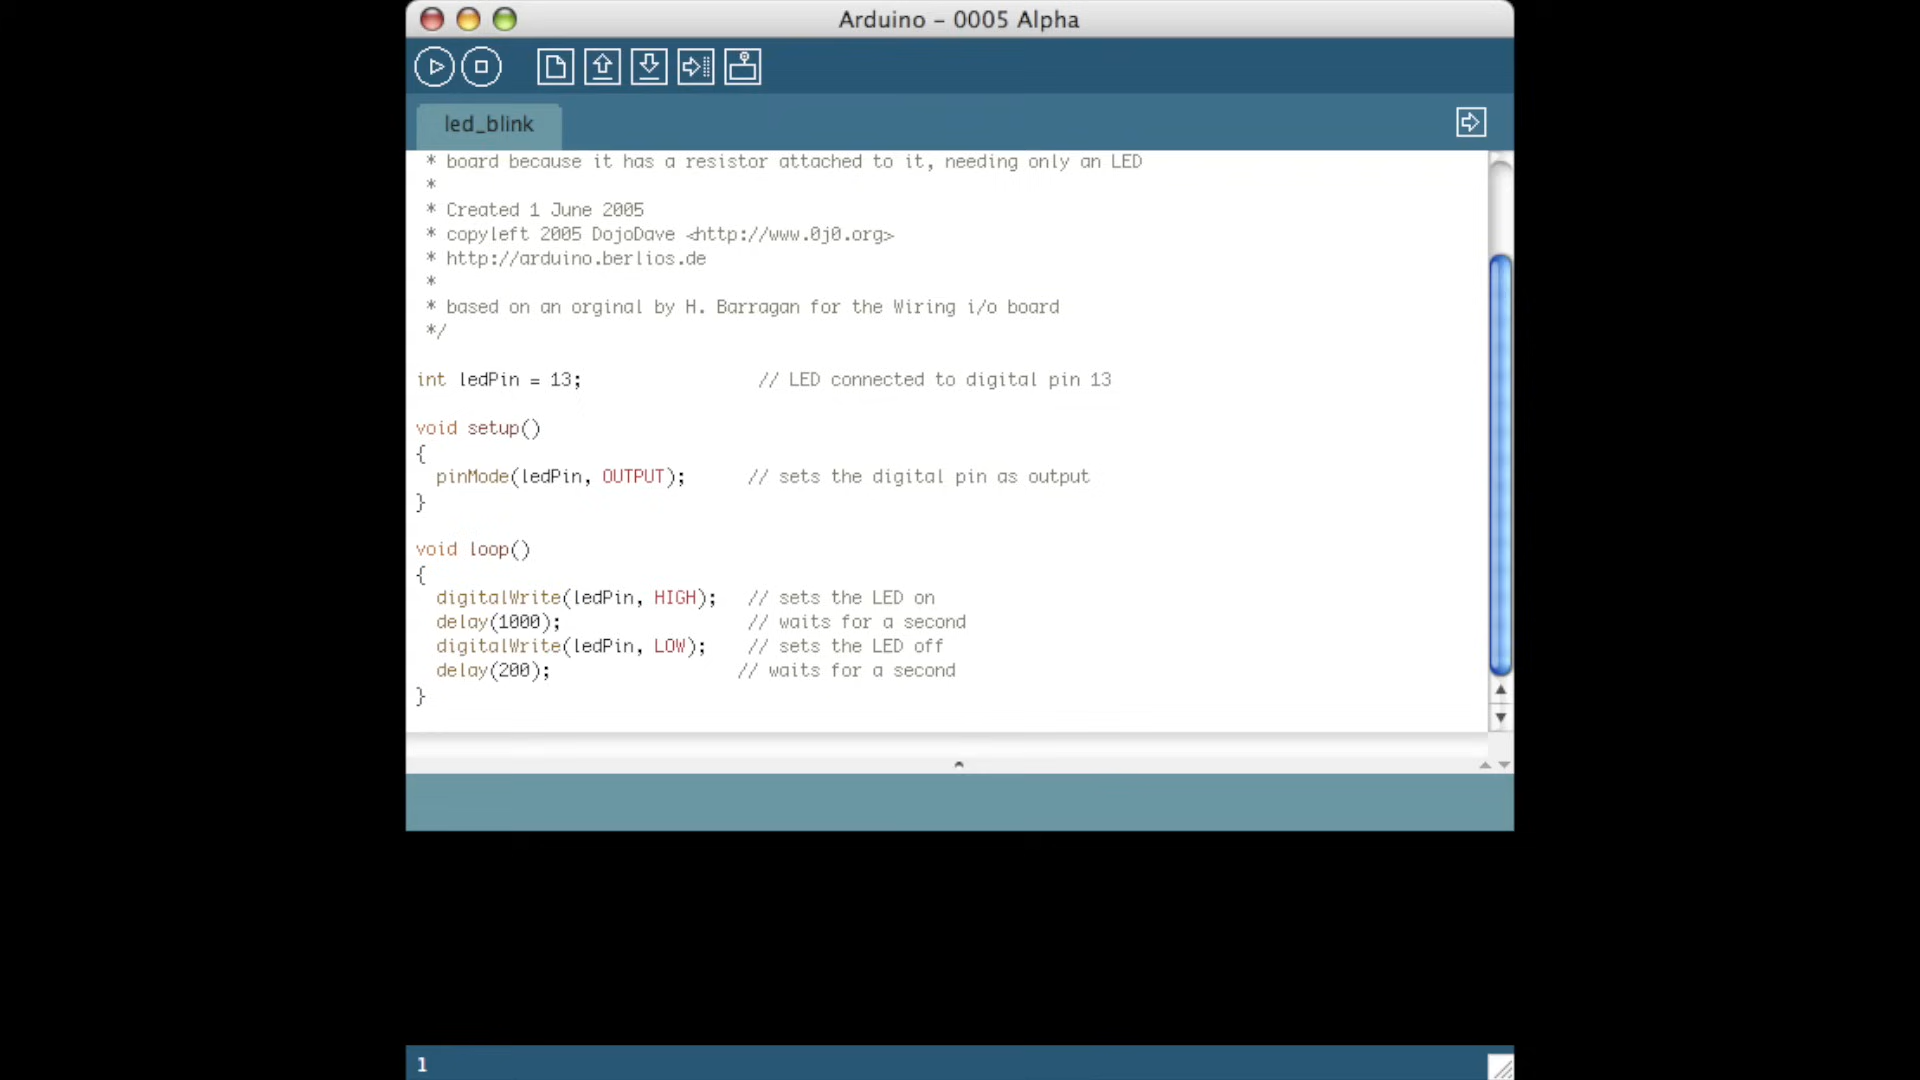 Arduino – 0005 Alpha
led_blink
* board because it has a resistor attached to it, needing only an LED
*
* Created 1 June 2005
* copyleft 2005 DojoDave <http://www.0j0.org>
* http://arduino.berlios.de
*
* based on an orginal by H. Barragan for the Wiring i/o board
*/
int ledPin = 13; // LED connected to digital pin 13
void setup()
{
pinMode(ledPin, OUTPUT); // sets the digital pin as output
}
void loop()
{
digitalWrite(ledPin, HIGH); // sets the LED on
delay(1000); // waits for a second
digitalWrite(ledPin, LOW); // sets the LED off
delay(200); // waits for a second
}
1